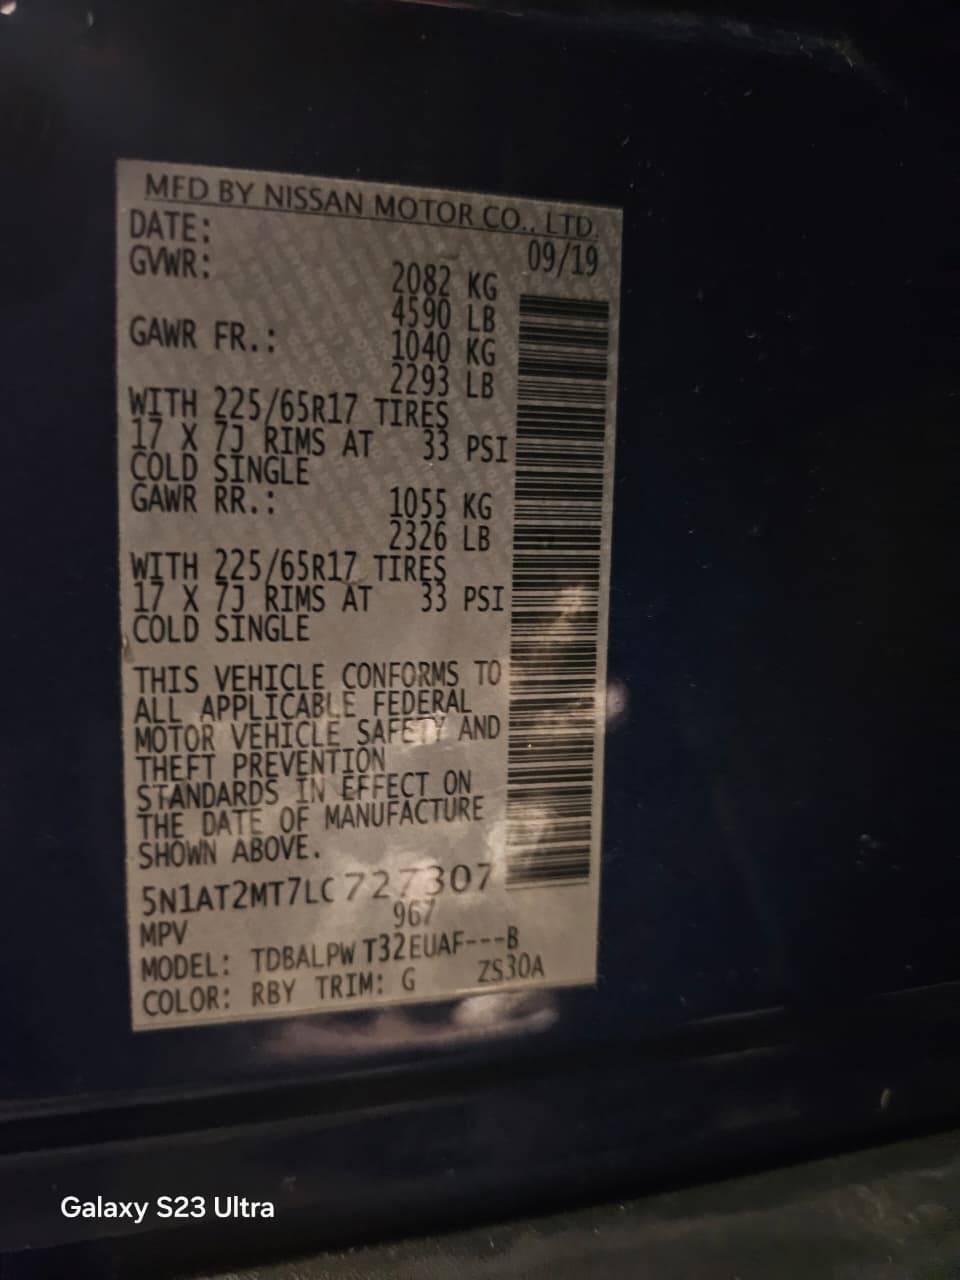 MFD BY NISSAN MOTOR CO., LTD.
DATE: 09/19
GVWR: 2082 KG
4590 LB
GAWR FR.: 1040 KG
2293 LB
WITH 225/65R17 TIRES
17 X 7J RIMS AT 33 PSI
COLD SINGLE
GAWR RR.: 1055 KG
2326 LB
WITH 225/65R17 TIRES
17 X 7J RIMS AT 33 PSI
COLD SINGLE
THIS VEHICLE CONFORMS TO
ALL APPLICABLE FEDERAL
MOTOR VEHICLE SAFETY AND
THEFT PREVENTION
STANDARDS IN EFFECT ON
THE DATE OF MANUFACTURE
SHOWN ABOVE.
5N1AT2MT7LC727307
MPV 967
MODEL: TDBALPW T32EUAF---B
COLOR: RBY TRIM: G ZS30A
Galaxy S23 Ultra